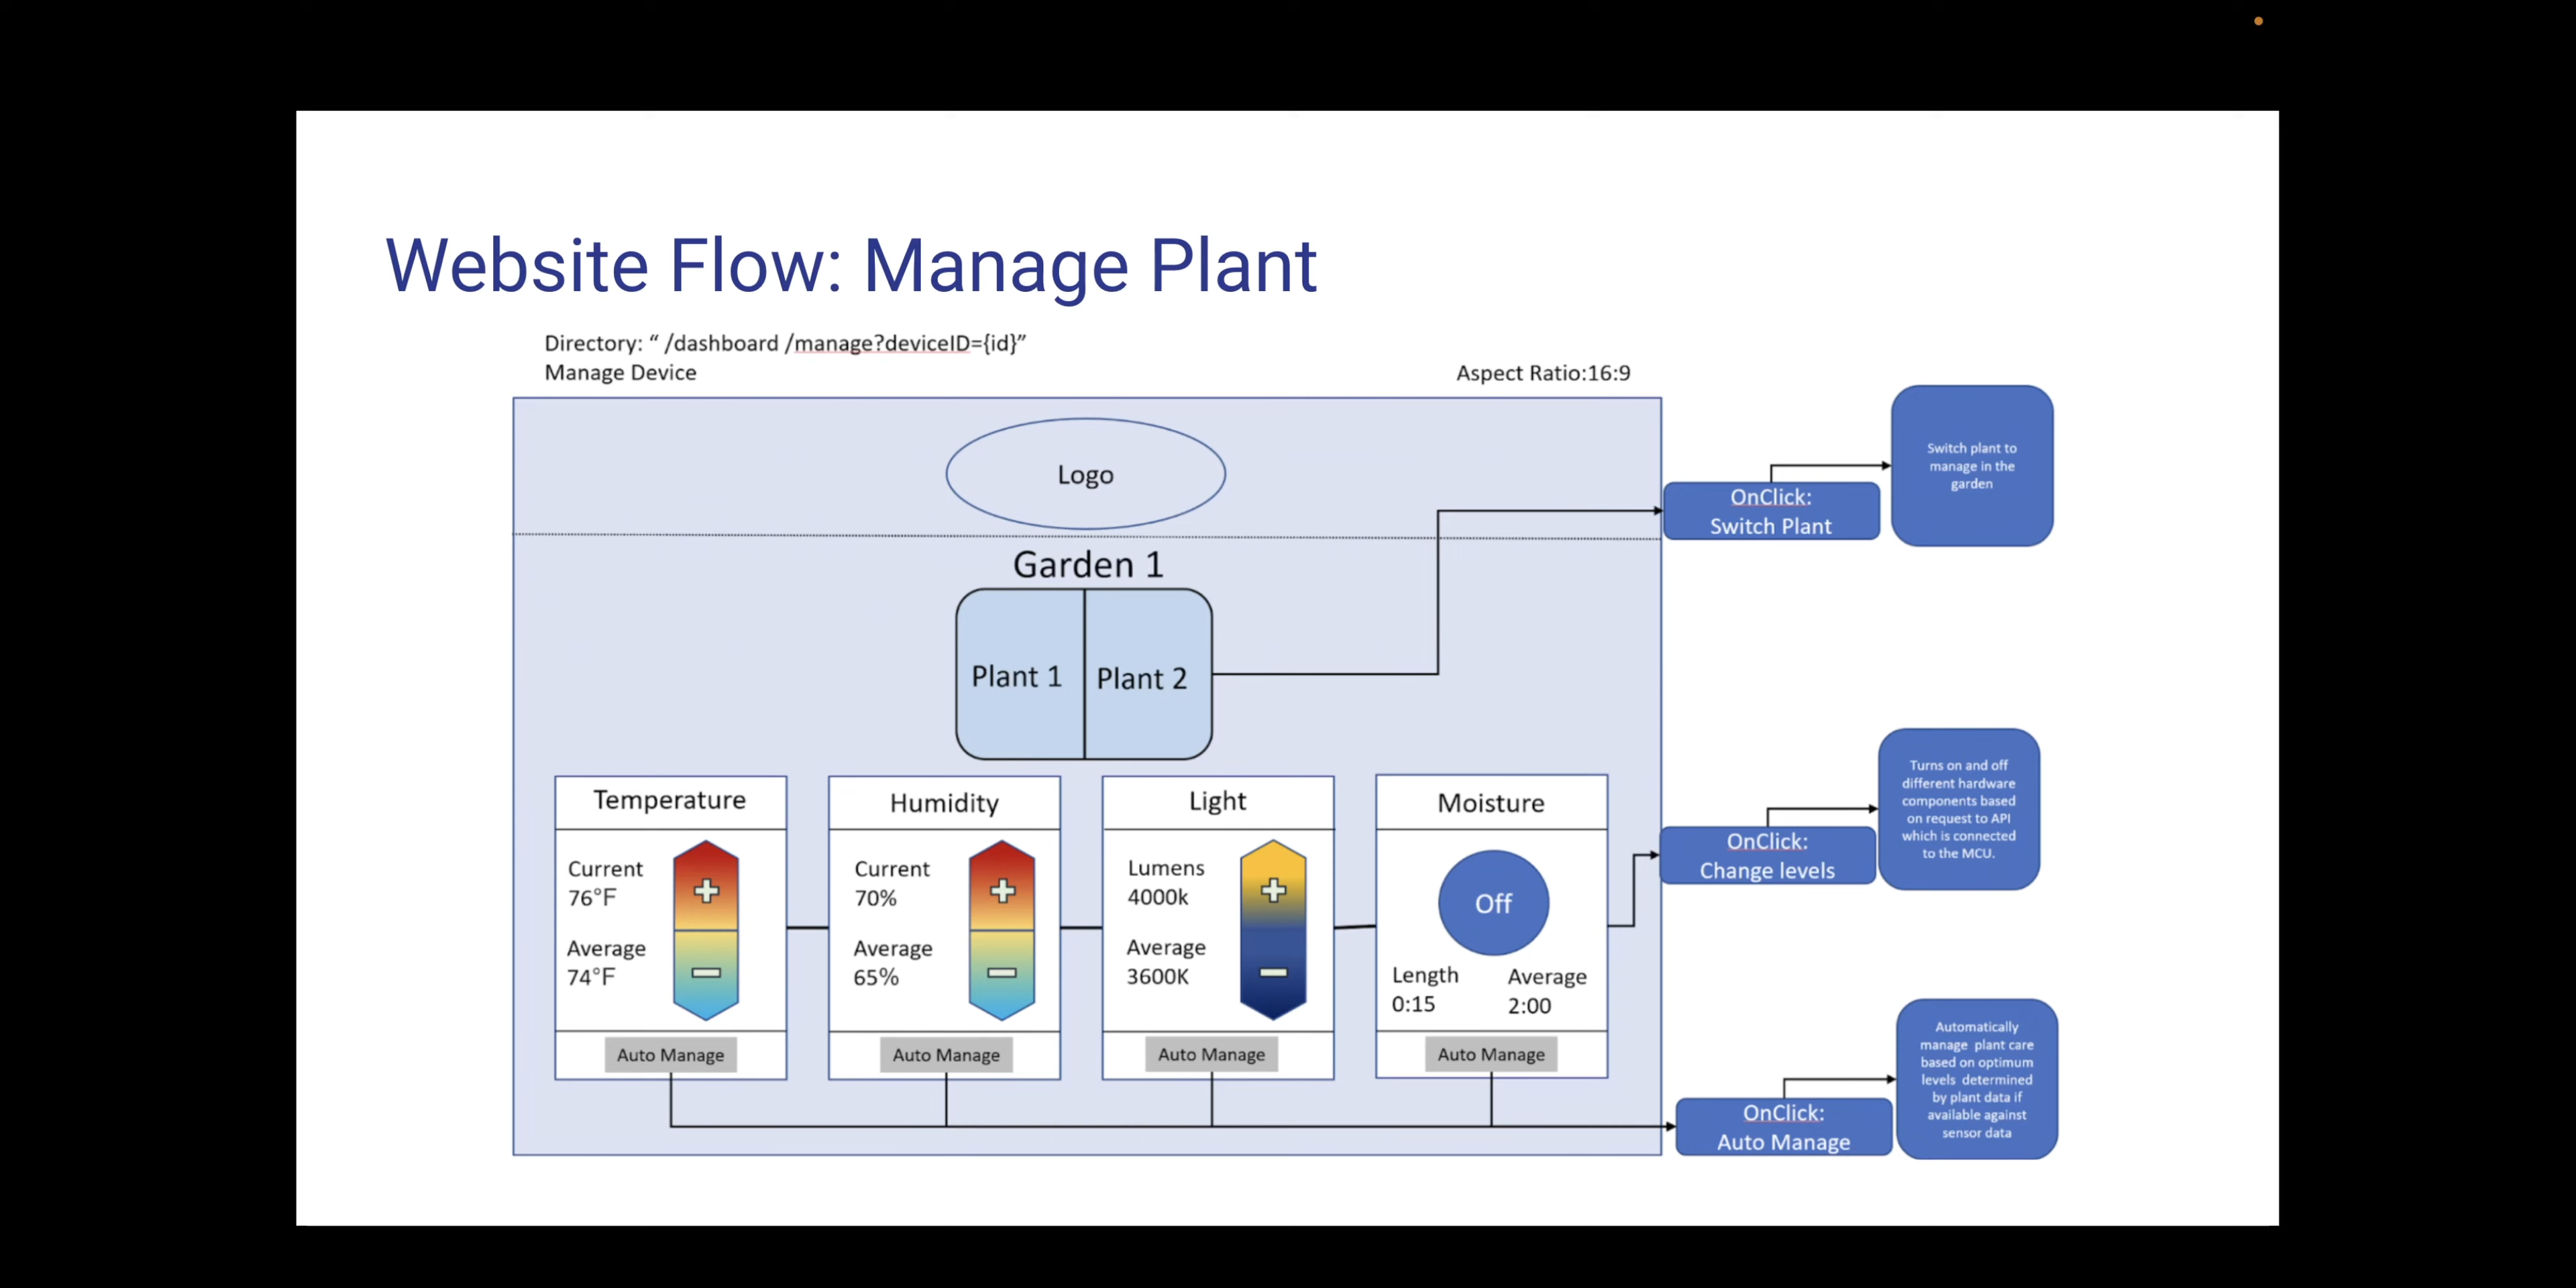 Website Flow: Manage Plant
Directory: “ /dashboard /manage?deviceID={id}”
Manage Device
Aspect Ratio:16:9
Logo
Garden 1
Plant 1
Plant 2
Temperature
Current
76°F
Average
74°F
Auto Manage
Humidity
Current
70%
Average
65%
Auto Manage
Light
Lumens
4000k
Average
3600K
Auto Manage
Moisture
Off
Length
0:15
Average
2:00
Auto Manage
OnClick:
Switch Plant
Switch plant to
manage in the
garden
OnClick:
Change levels
Turns on and off
different hardware
components based
on request to API
which is connected
to the MCU.
OnClick:
Auto Manage
Automatically
manage plant care
based on optimum
levels determined
by plant data if
available against
sensor data